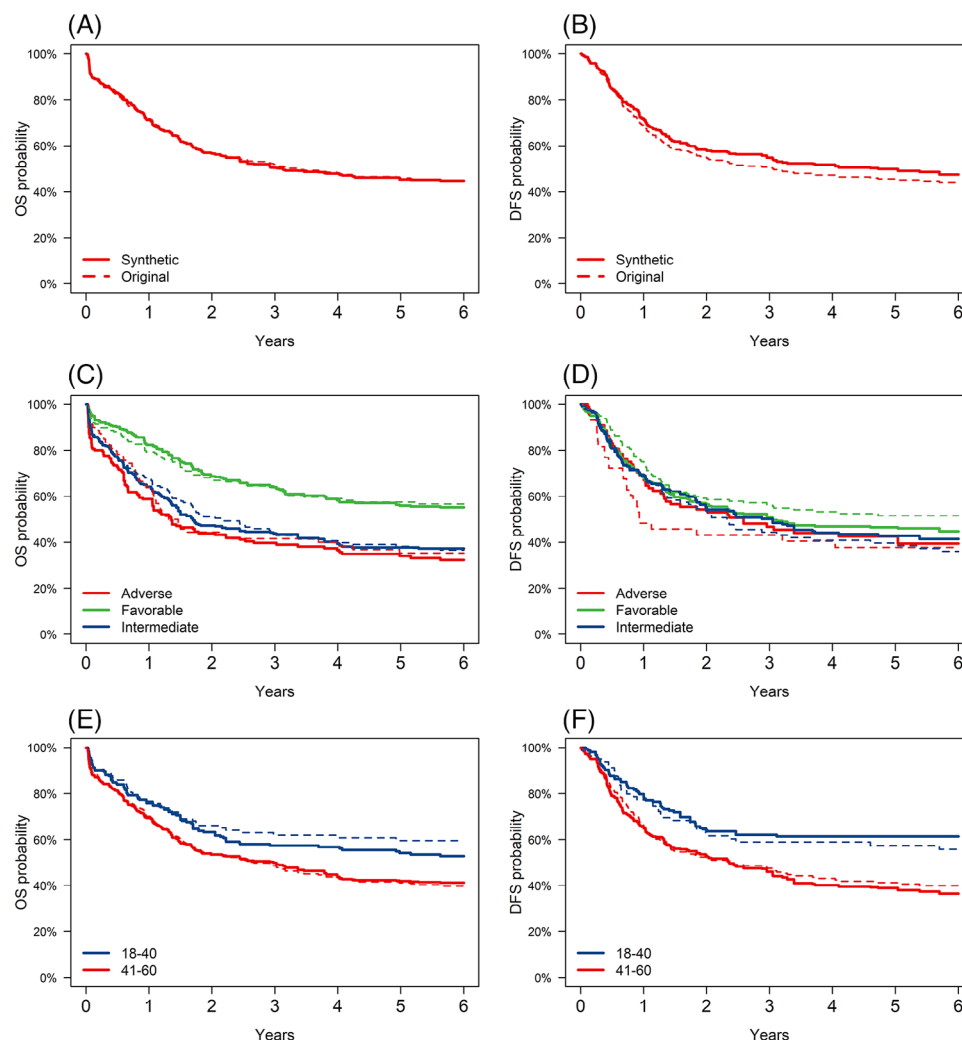 (A)
OS probability
100%
80%
60%
40%
20%
0%
Synthetic
Original
0 1 2 3 4 5 6
Years
(B)
DFS probability
100%
80%
60%
40%
20%
0%
Synthetic
Original
0 1 2 3 4 5 6
Years
(C)
OS probability
100%
80%
60%
40%
20%
0%
Adverse
Favorable
Intermediate
0 1 2 3 4 5 6
Years
(D)
DFS probability
100%
80%
60%
40%
20%
0%
Adverse
Favorable
Intermediate
0 1 2 3 4 5 6
Years
(E)
OS probability
100%
80%
60%
40%
20%
0%
18-40
41-60
0 1 2 3 4 5 6
Years
(F)
DFS probability
100%
80%
60%
40%
20%
0%
18-40
41-60
0 1 2 3 4 5 6
Years